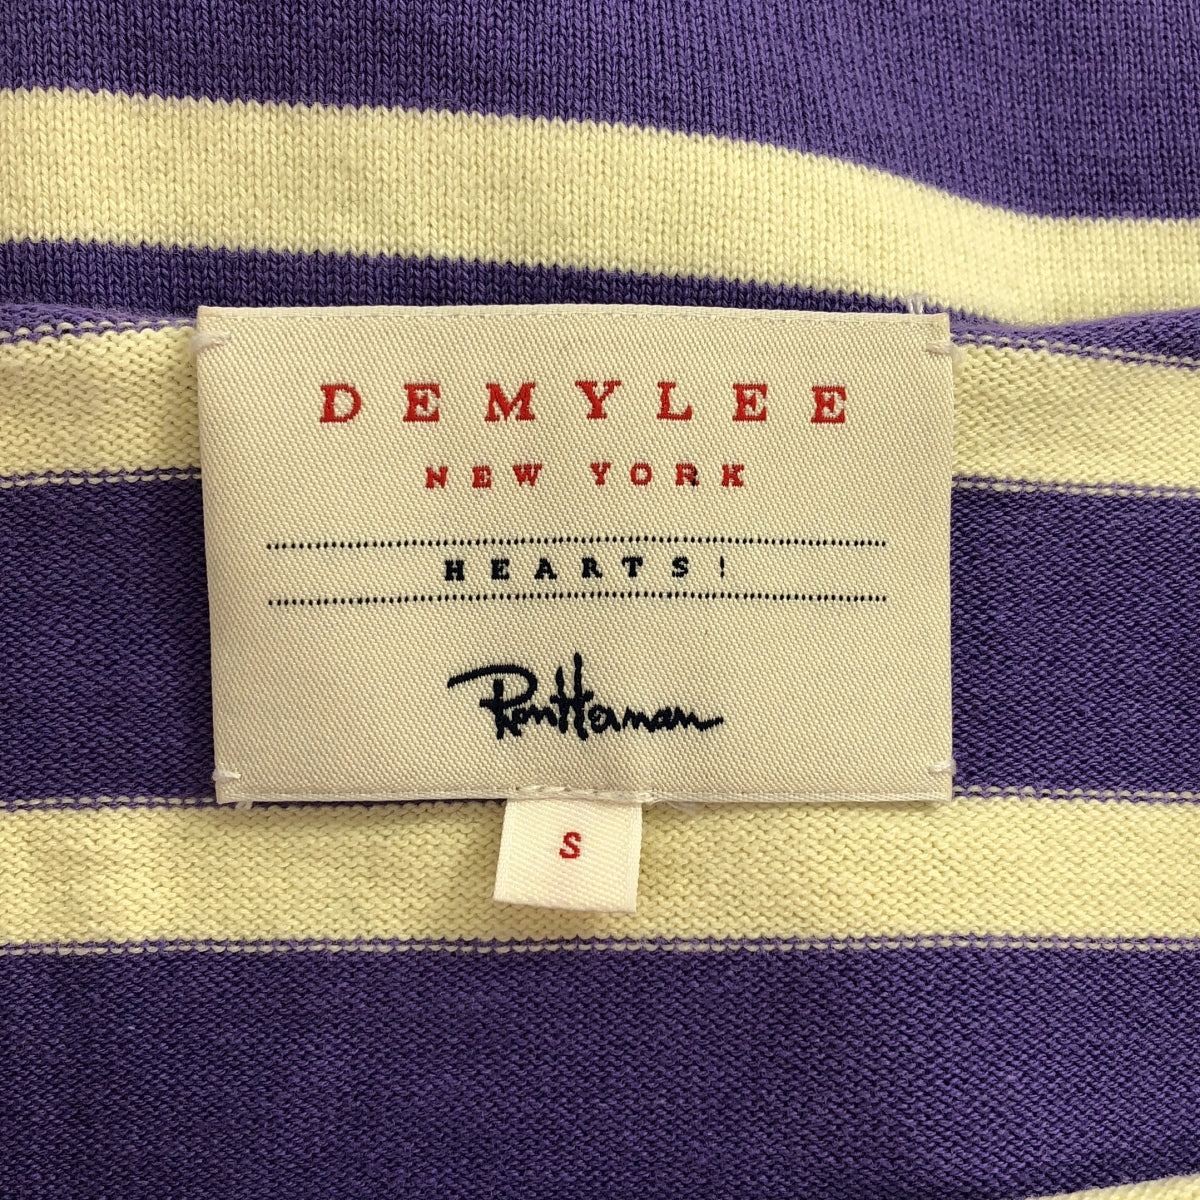 DEMYLEE
NEW YORK
HEARTS!
Ron Herman
S